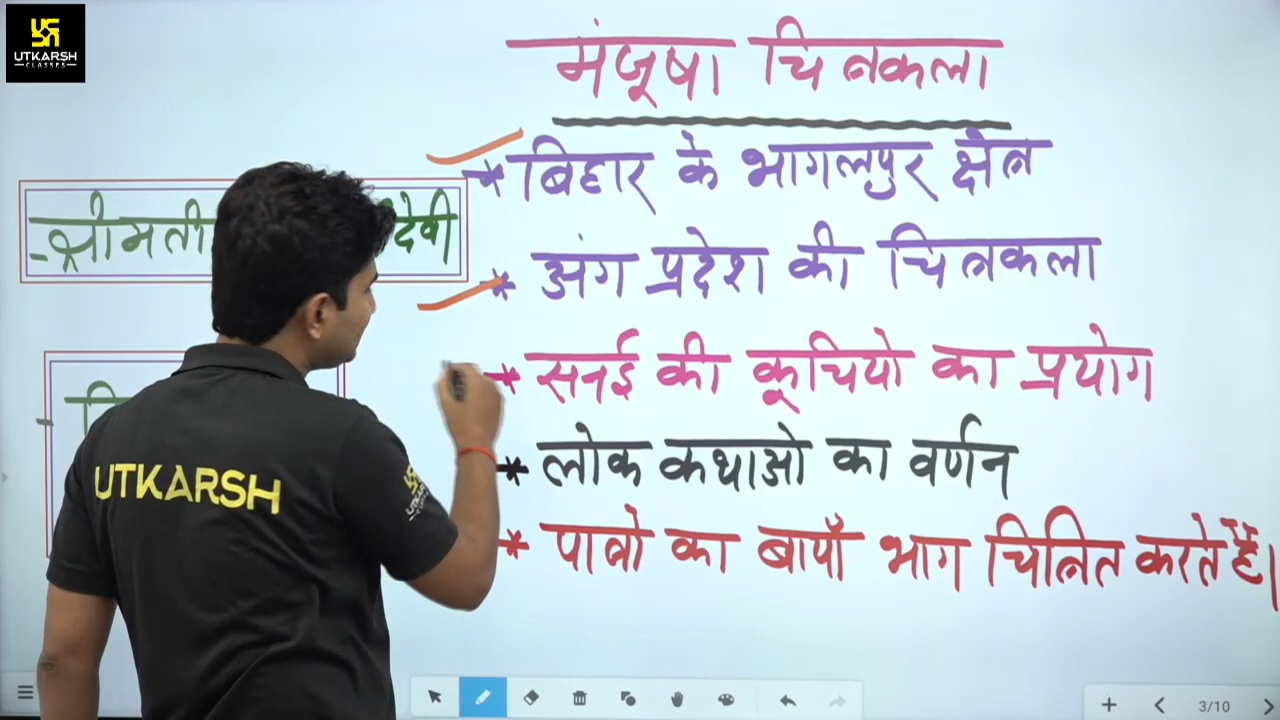 UTKARSH
CLASSES
मंजूषा चित्रकला
* बिहार के भागलपुर क्षेत्र
- श्रीमती देवी
* अंग प्रदेश की चित्रकला
* सनई की कूचियो का प्रयोग
* लोक कथाओ का वर्णन
* पात्रो का बायाँ भाग चित्रित करते हैं।
UTKARSH
3/10